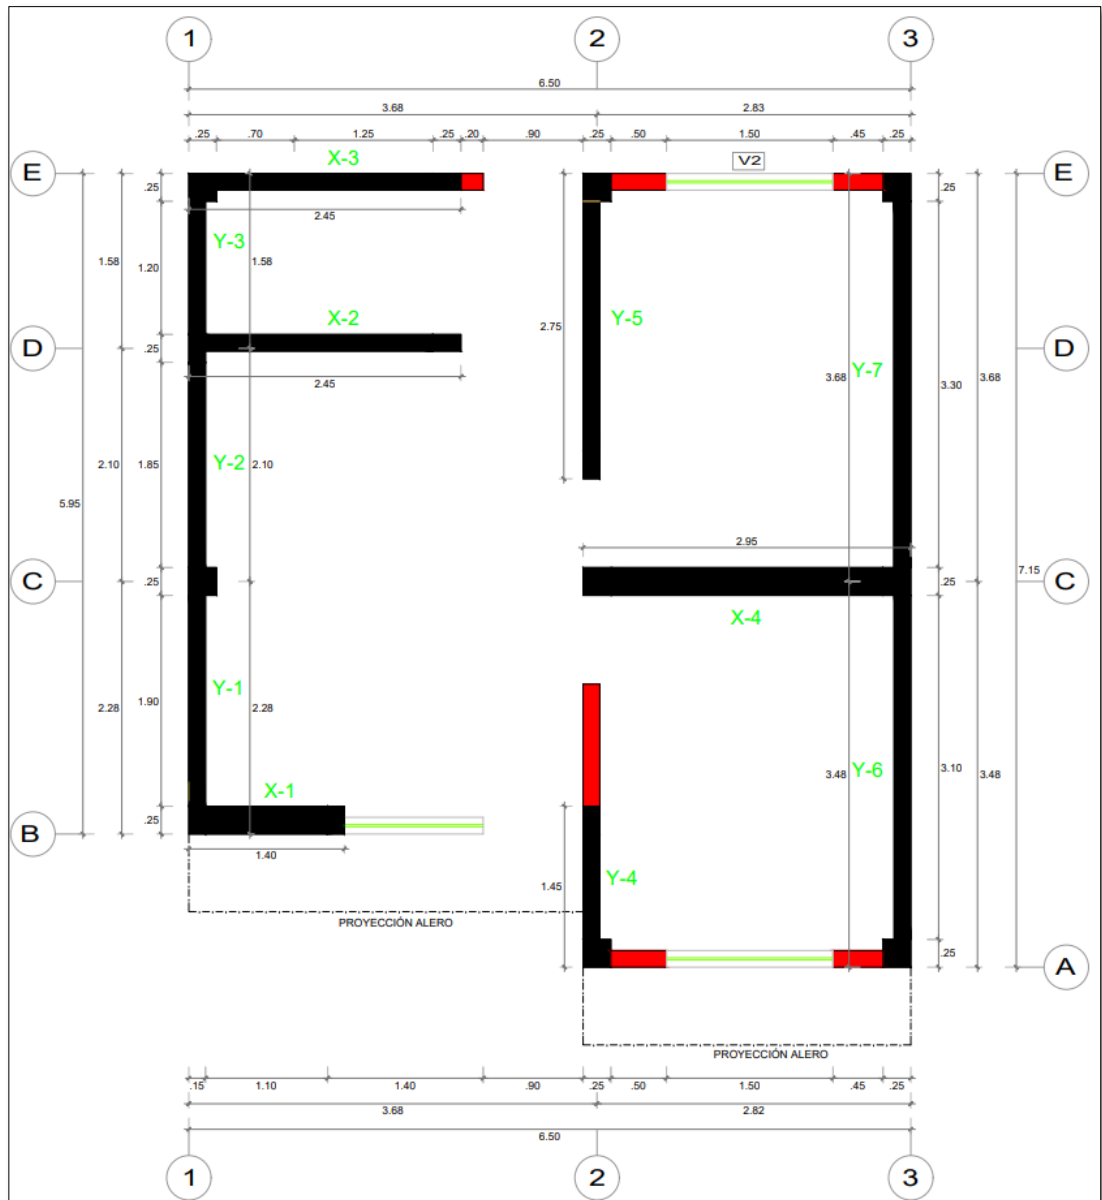 1 2 3
6.50
3.68 2.83
.25 .70 1.25 .25 .20 .90 .25 .50 1.50 .45 .25
X-3 V2
E E
.25 .25
2.45
Y-3
1.58 1.20 1.58
X-2 Y-5
2.75
D D
.25
Y-7
3.68 3.30 3.68
2.45
Y-2
2.10 1.85 2.10
5.95
2.95
C C
.25 .25 7.15
X-4
Y-1
2.28 1.90 2.28
Y-6
3.48 3.10 3.48
X-1
B
.25
1.40
Y-4
1.45
PROYECCIÓN ALERO
.25
A
PROYECCIÓN ALERO
.15 1.10 1.40 .90 .25 .50 1.50 .45 .25
3.68 2.82
6.50
1 2 3